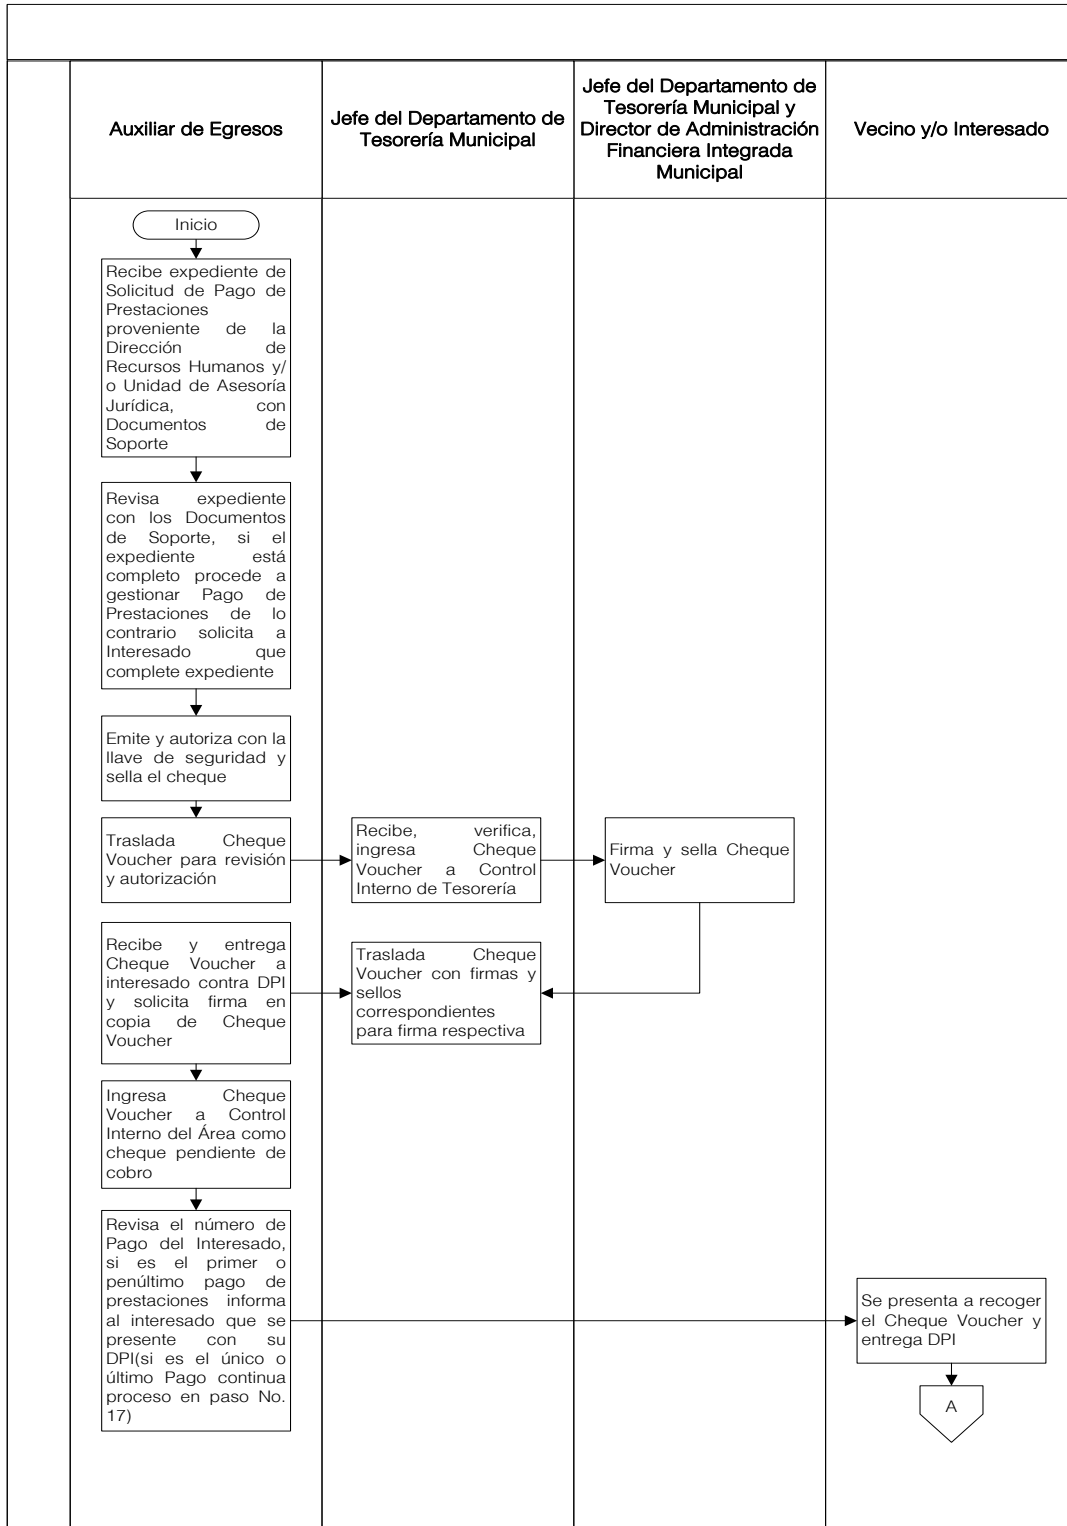 Auxiliar de Egresos
Jefe del Departamento de
Tesorería Municipal
Jefe del Departamento de
Tesorería Municipal y
Director de Administración
Financiera Integrada
Municipal
Vecino y/o Interesado
Inicio
Recibe expediente de
Solicitud de Pago de
Prestaciones
proveniente de la
Dirección de
Recursos Humanos y/
o Unidad de Asesoría
Jurídica, con
Documentos de
Soporte
Revisa expediente
con los Documentos
de Soporte, si el
expediente está
completo procede a
gestionar Pago de
Prestaciones de lo
contrario solicita a
Interesado que
complete expediente
Emite y autoriza con la
llave de seguridad y
sella el cheque
Traslada Cheque
Voucher para revisión
y autorización
Recibe, verifica,
ingresa Cheque
Voucher a Control
Interno de Tesorería
Firma y sella Cheque
Voucher
Recibe y entrega
Cheque Voucher a
interesado contra DPI
y solicita firma en
copia de Cheque
Voucher
Traslada Cheque
Voucher con firmas y
sellos
correspondientes
para firma respectiva
Ingresa Cheque
Voucher a Control
Interno del Área como
cheque pendiente de
cobro
Revisa el número de
Pago del Interesado,
si es el primer o
penúltimo pago de
prestaciones informa
al interesado que se
presente con su
DPI(si es el único o
último Pago continua
proceso en paso No.
17)
Se presenta a recoger
el Cheque Voucher y
entrega DPI
A